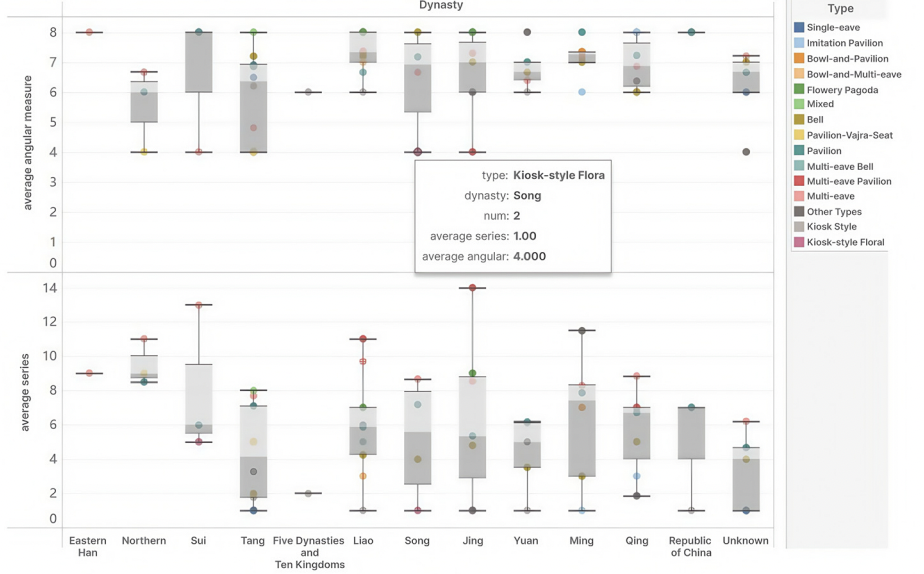 Dynasty
average angular measure
8
7
6
5
4
3
2
1
0
type: Kiosk-style Flora
dynasty: Song
num: 2
average series: 1.00
average angular: 4.000
average series
14
12
10
8
6
4
2
0
Eastern
Han
Northern
Sui
Tang
Five Dynasties
and
Ten Kingdoms
Liao
Song
Jing
Yuan
Ming
Qing
Republic
of China
Unknown
Type
Single-eave
Imitation Pavilion
Bowl-and-Pavilion
Bowl-and-Multi-eave
Flowery Pagoda
Mixed
Bell
Pavilion-Vajra-Seat
Pavilion
Multi-eave Bell
Multi-eave Pavilion
Multi-eave
Other Types
Kiosk Style
Kiosk-style Floral